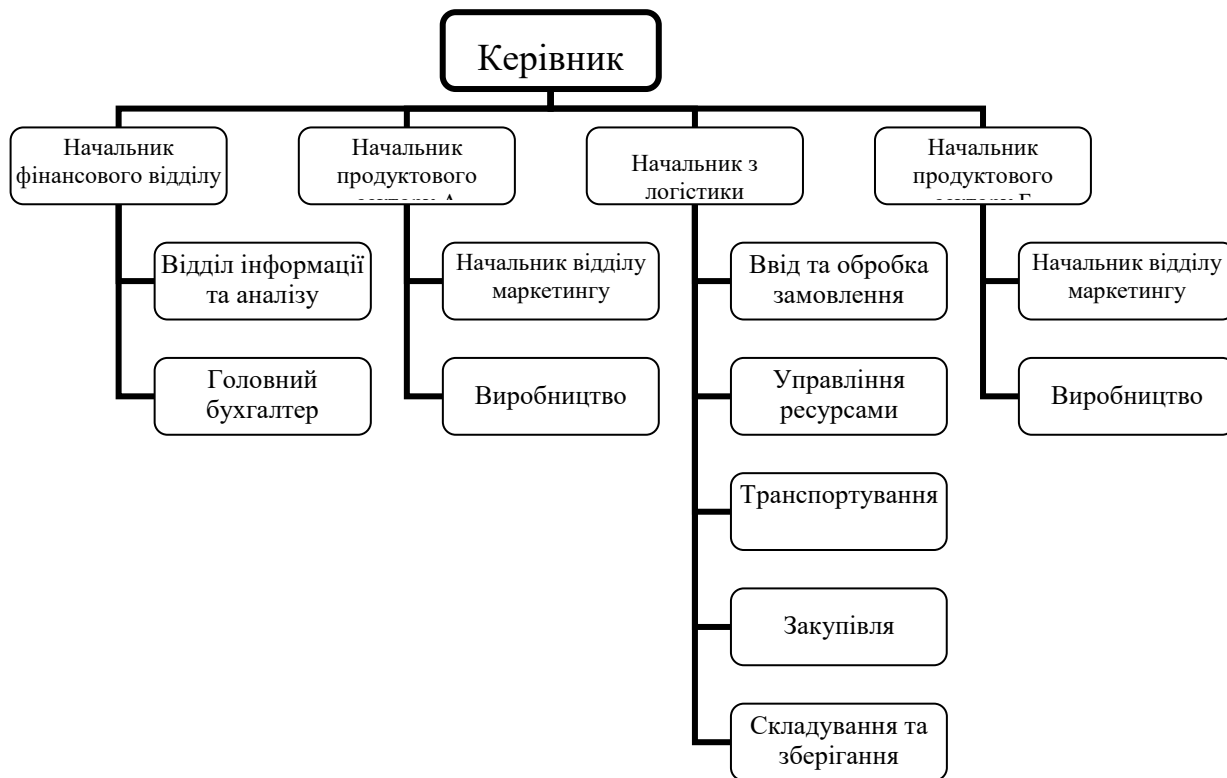 Керівник
Начальник
фінансового відділу
Начальник
продуктового
Начальник з
логістики
Начальник
продуктового
Відділ інформації
та аналізу
Начальник відділу
маркетингу
Ввід та обробка
замовлення
Начальник відділу
маркетингу
Головний
бухгалтер
Виробництво
Управління
ресурсами
Виробництво
Транспортування
Закупівля
Складування та
зберігання